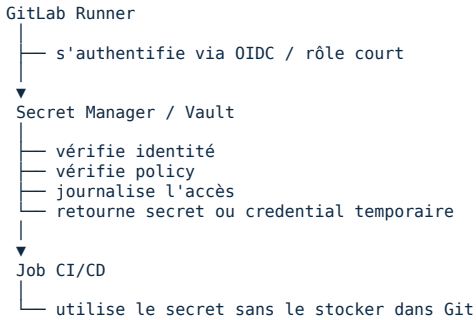 GitLab Runner
s'authentifie via OIDC / rôle court
Secret Manager / Vault
vérifie identité
vérifie policy
journalise l'accès
retourne secret ou credential temporaire
Job CI/CD
utilise le secret sans le stocker dans Git